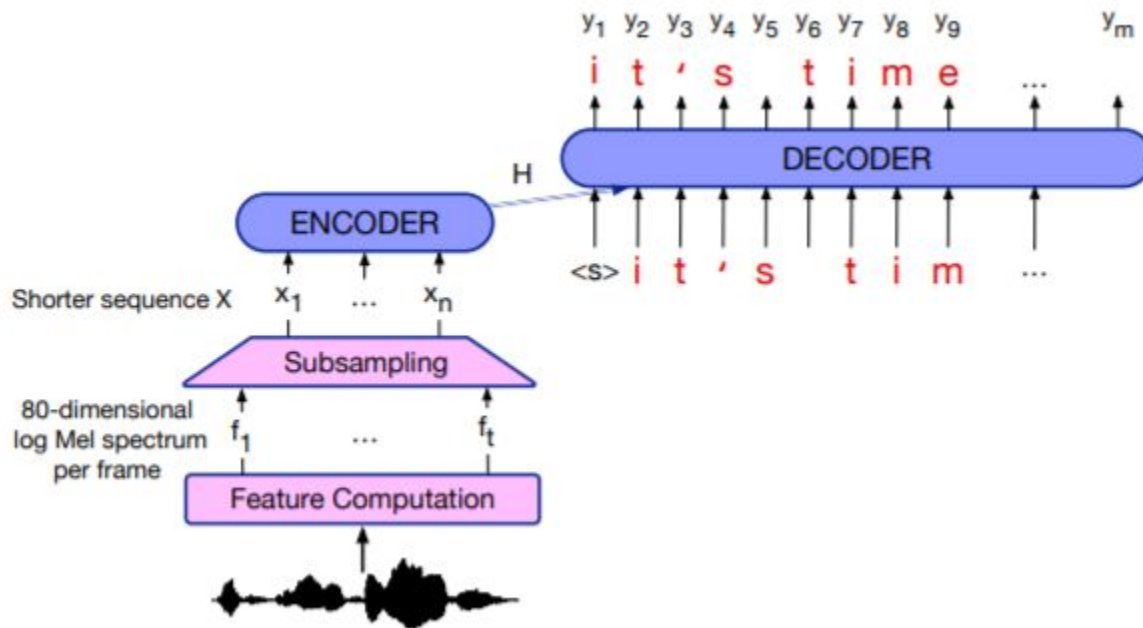 y1 y2 y3 y4 y5 y6 y7 y8 y9 ym
i t ' s t i m e ...
DECODER
H
ENCODER
<s> i t ' s t i m ...
Shorter sequence X
x1 ... xn
Subsampling
80-dimensional
log Mel spectrum
per frame
f1 ... ft
Feature Computation